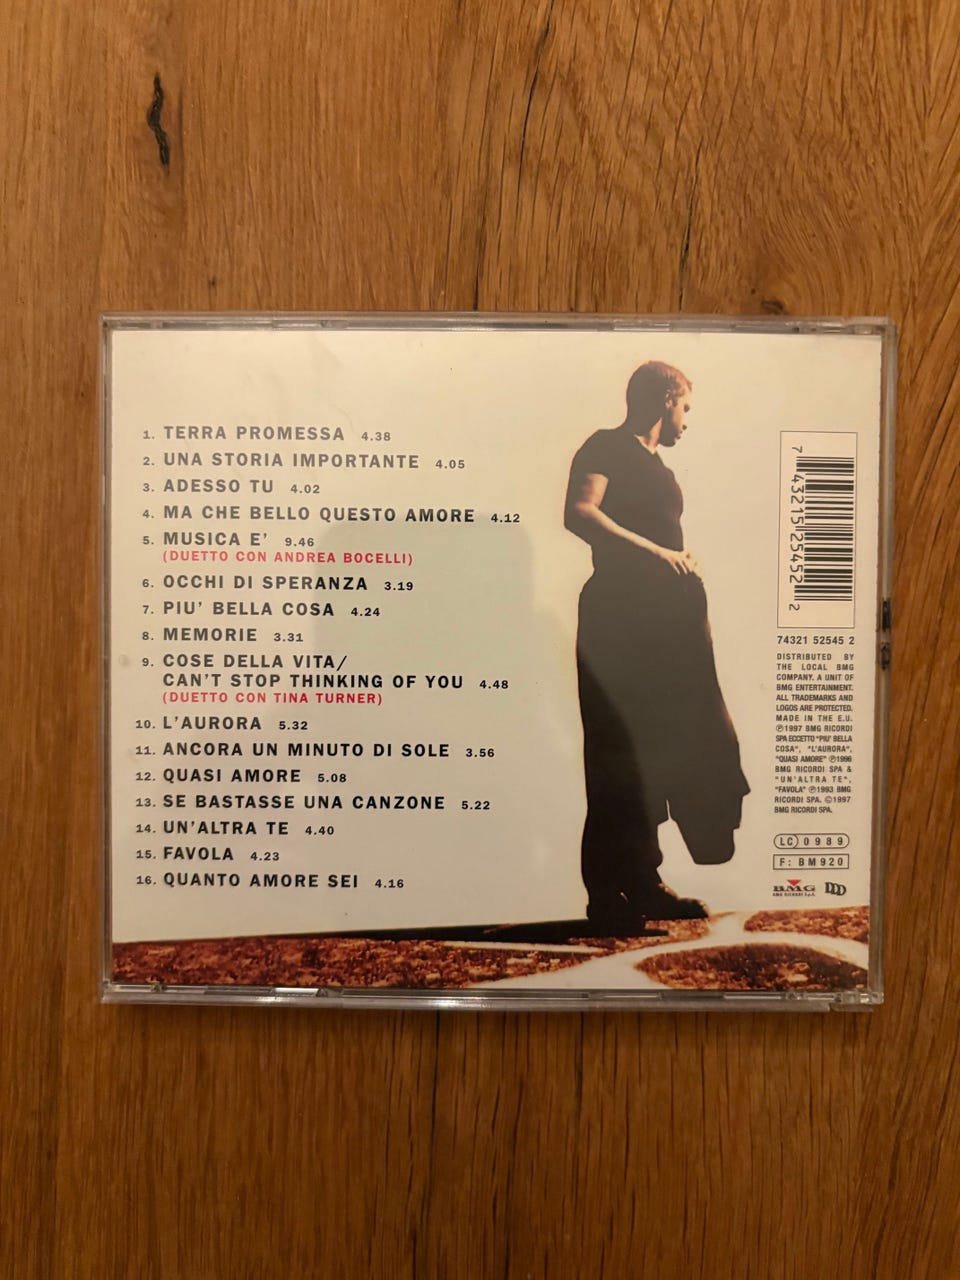 1. TERRA PROMESSA 4.38
2. UNA STORIA IMPORTANTE 4.05
3. ADESSO TU 4.02
4. MA CHE BELLO QUESTO AMORE 4.12
5. MUSICA E' 9.46
(DUETTO CON ANDREA BOCELLI)
6. OCCHI DI SPERANZA 3.19
7. PIU' BELLA COSA 4.24
8. MEMORIE 3.31
9. COSE DELLA VITA/
CAN'T STOP THINKING OF YOU 4.48
(DUETTO CON TINA TURNER)
10. L'AURORA 5.32
11. ANCORA UN MINUTO DI SOLE 3.56
12. QUASI AMORE 5.08
13. SE BASTASSE UNA CANZONE 5.22
14. UN'ALTRA TE 4.40
15. FAVOLA 4.23
16. QUANTO AMORE SEI 4.16
7 43215 25452 2
74321 52545 2
DISTRIBUTED BY
THE LOCAL BMG
COMPANY. A UNIT OF
BMG ENTERTAINMENT.
ALL TRADEMARKS AND
LOGOS ARE PROTECTED.
MADE IN THE E.U.
℗1997 BMG RICORDI
SPA ECCETTO "PIU' BELLA
COSA", "L'AURORA",
"QUASI AMORE" ℗1996
BMG RICORDI SPA &
"UN'ALTRA TE",
"FAVOLA" ℗1993 BMG
RICORDI SPA. ©1997
BMG RICORDI SPA.
LC 0989
F: BM920
BMG DDD
BMG RICORDI S.p.A.